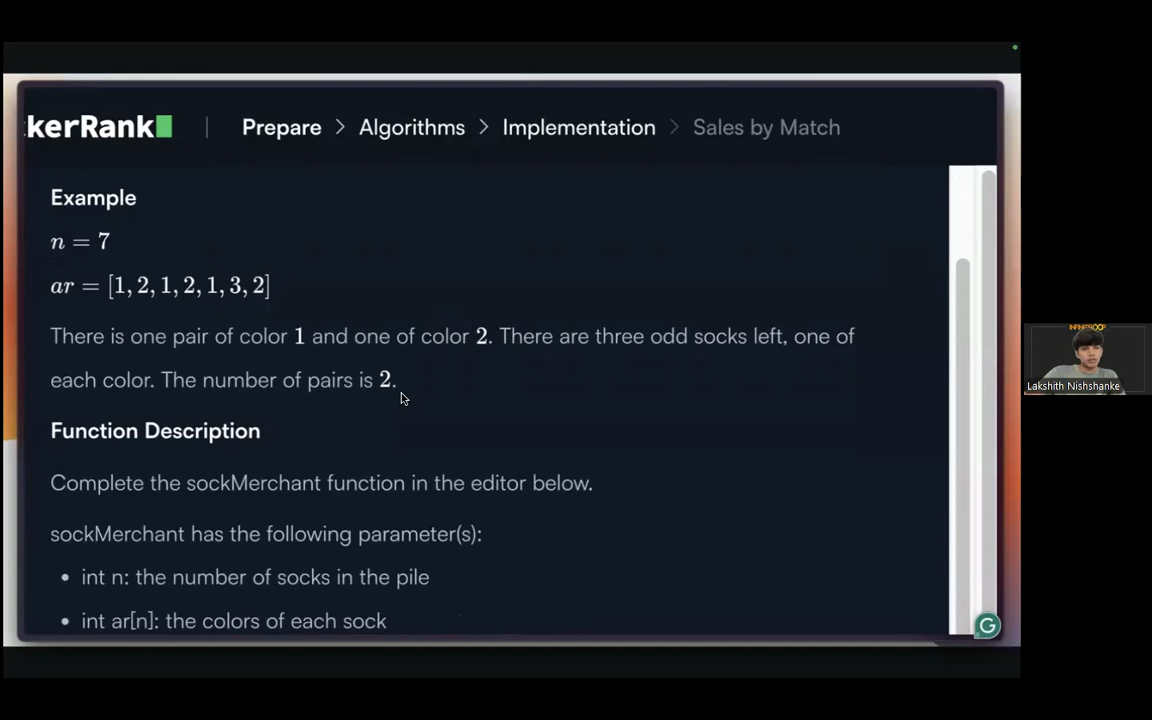 kerRank
Prepare > Algorithms > Implementation > Sales by Match
Example
n = 7
ar = [1, 2, 1, 2, 1, 3, 2]
There is one pair of color 1 and one of color 2. There are three odd socks left, one of
each color. The number of pairs is 2.
Function Description
Complete the sockMerchant function in the editor below.
sockMerchant has the following parameter(s):
• int n: the number of socks in the pile
• int ar[n]: the colors of each sock
G
Lakshith Nishshanke